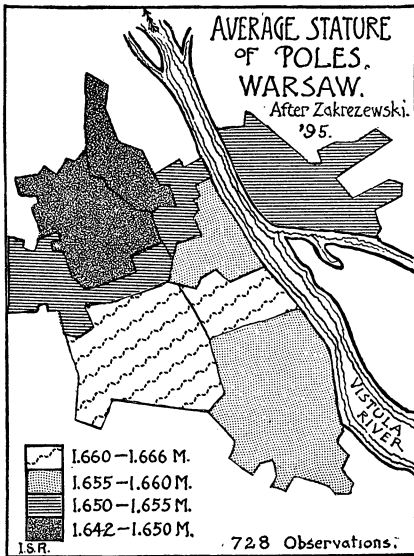 AVERAGE STATURE
OF POLES.
WARSAW.
After Zakrezewski.
'95.
VISTULA
RIVER
1.660–1.666 M.
1.655–1.660 M.
1.650–1.655 M.
1.642–1.650 M.
I.S.R.
728 Observations.